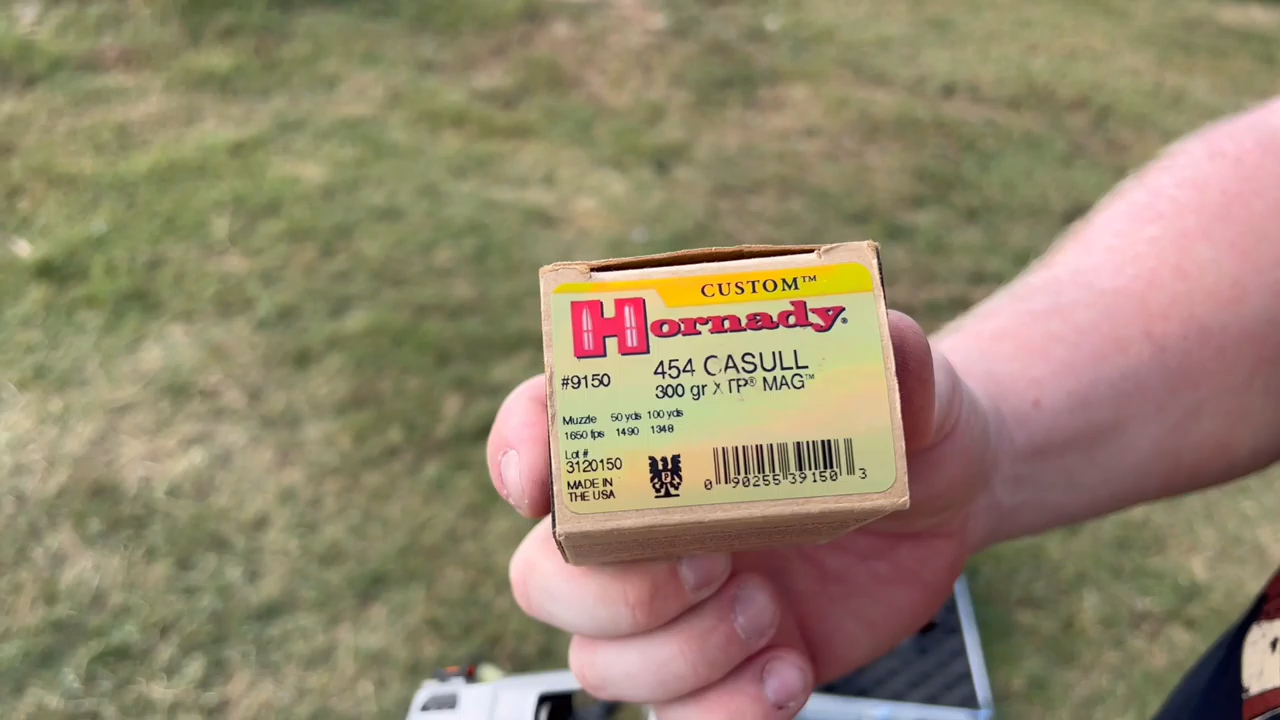 CUSTOM™
Hornady®
454 CASULL
#9150
300 gr XTP® MAG™
Muzzle 50 yds 100 yds
1650 fps 1490 1348
Lot #
3120150
MADE IN
THE USA
P
0 90255 39150 3